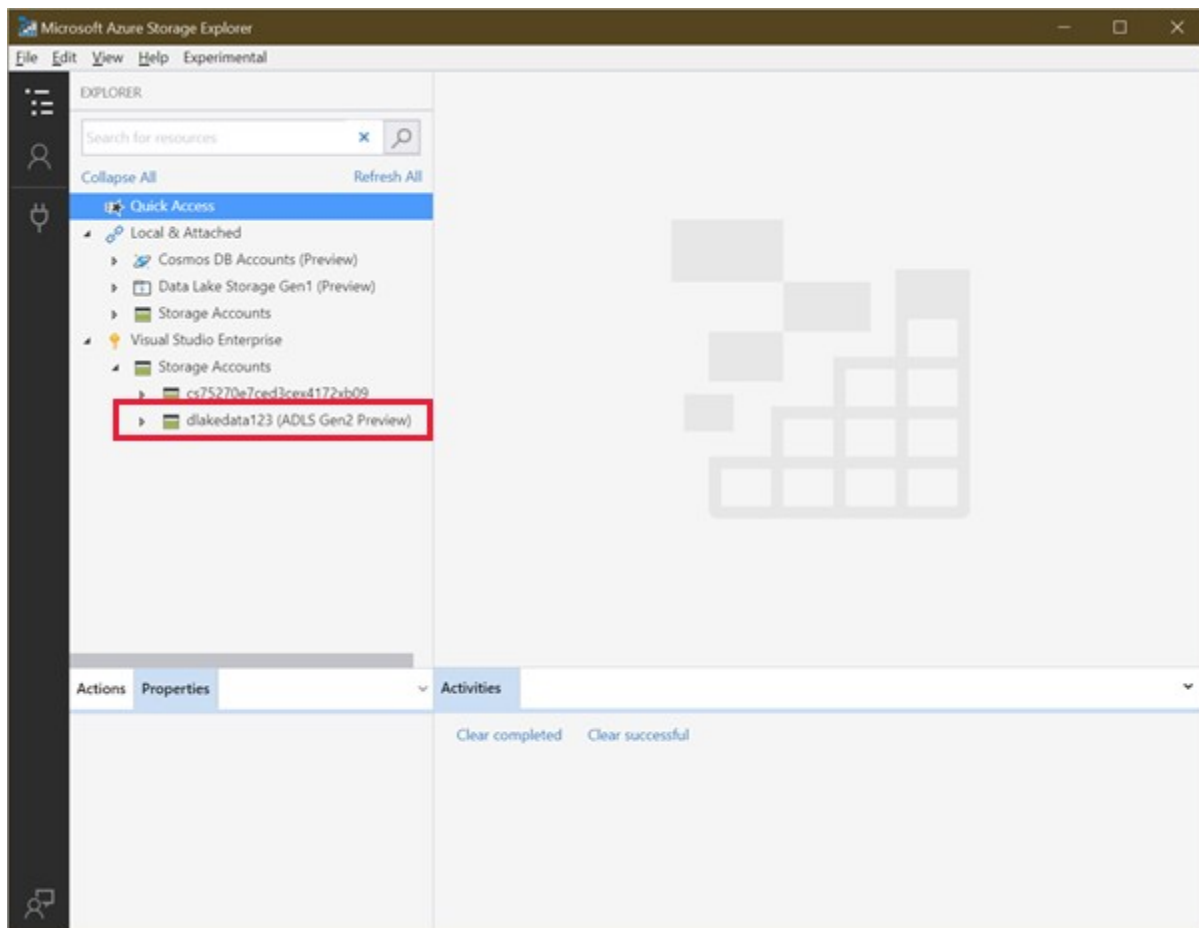 Microsoft Azure Storage Explorer
File Edit View Help Experimental
EXPLORER
Search for resources
Collapse All Refresh All
Quick Access
Local & Attached
Cosmos DB Accounts (Preview)
Data Lake Storage Gen1 (Preview)
Storage Accounts
Visual Studio Enterprise
Storage Accounts
cs75270e7ced3cex4172xb09
dlakedata123 (ADLS Gen2 Preview)
Actions Properties Activities
Clear completed Clear successful